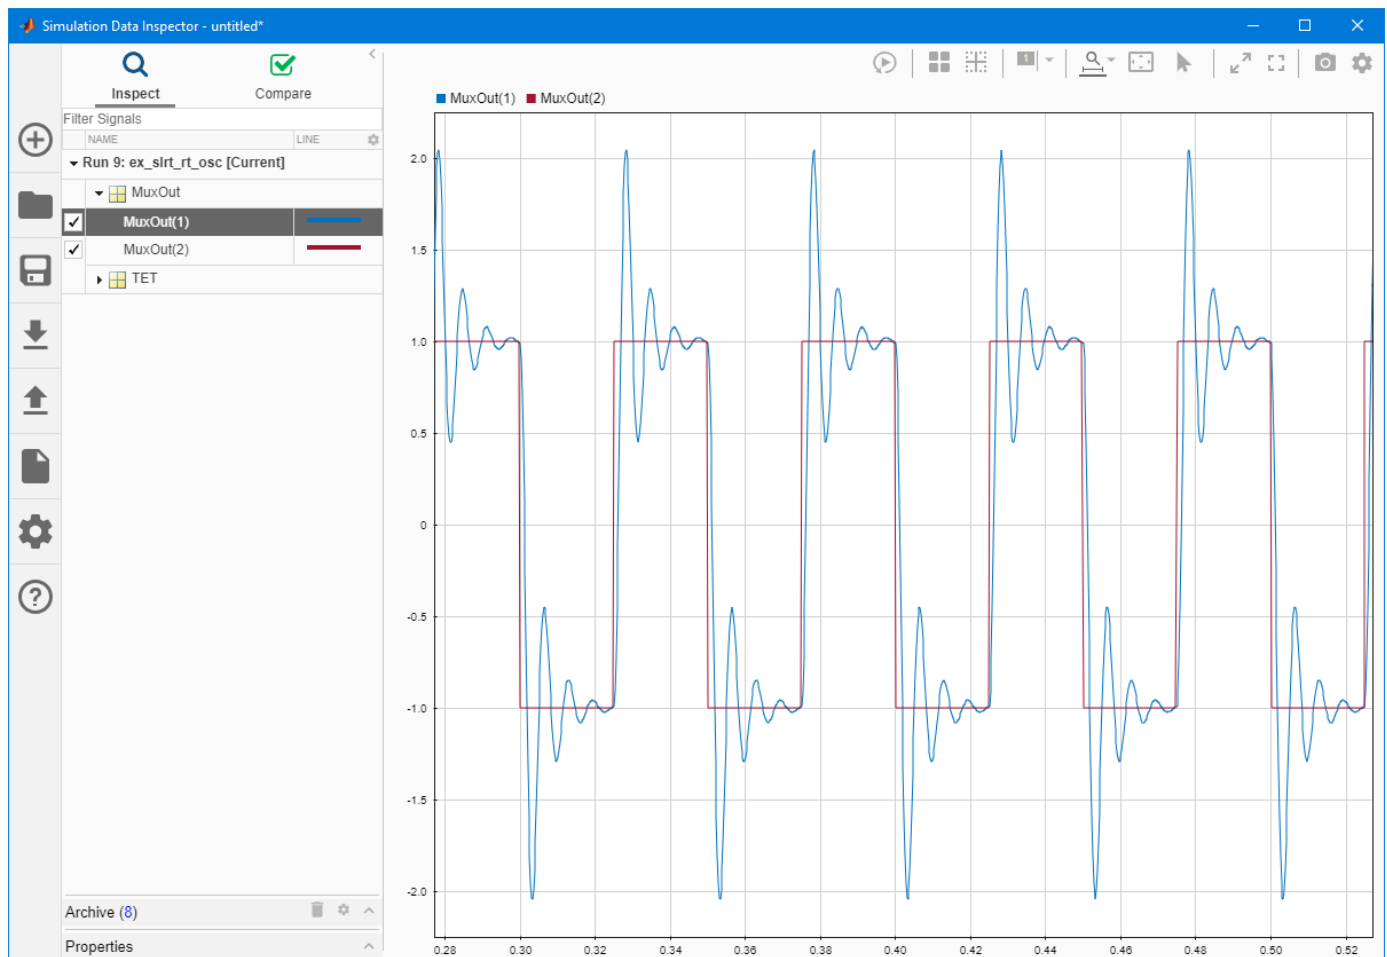 Simulation Data Inspector - untitled*
Inspect
Compare
Filter Signals
NAME
LINE
Run 9: ex_slrt_rt_osc [Current]
MuxOut
MuxOut(1)
MuxOut(2)
TET
Archive (8)
Properties
1
MuxOut(1) MuxOut(2)
2.0
1.5
1.0
0.5
0
-0.5
-1.0
-1.5
-2.0
0.28 0.30 0.32 0.34 0.36 0.38 0.40 0.42 0.44 0.46 0.48 0.50 0.52